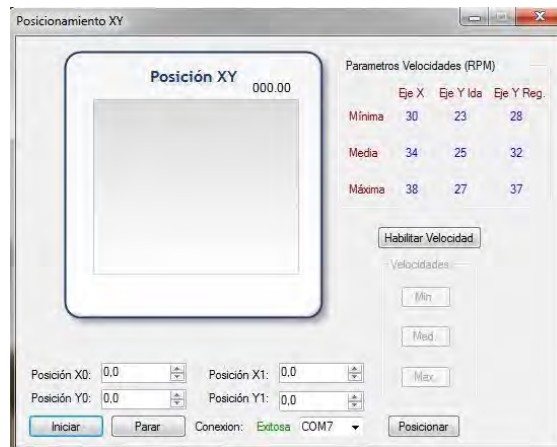 Posicionamiento XY
Posición XY
000.00
Parametros Velocidades (RPM)
Eje X Eje Y Ida Eje Y Reg.
Mínima 30 23 28
Media 34 25 32
Máxima 38 27 37
Habilitar Velocidad
Velocidades
Min
Med.
Max.
Posición X0: 0,0 Posición X1: 0,0
Posición Y0: 0,0 Posición Y1: 0,0
Iniciar Parar Conexion: Exitosa COM7 Posicionar